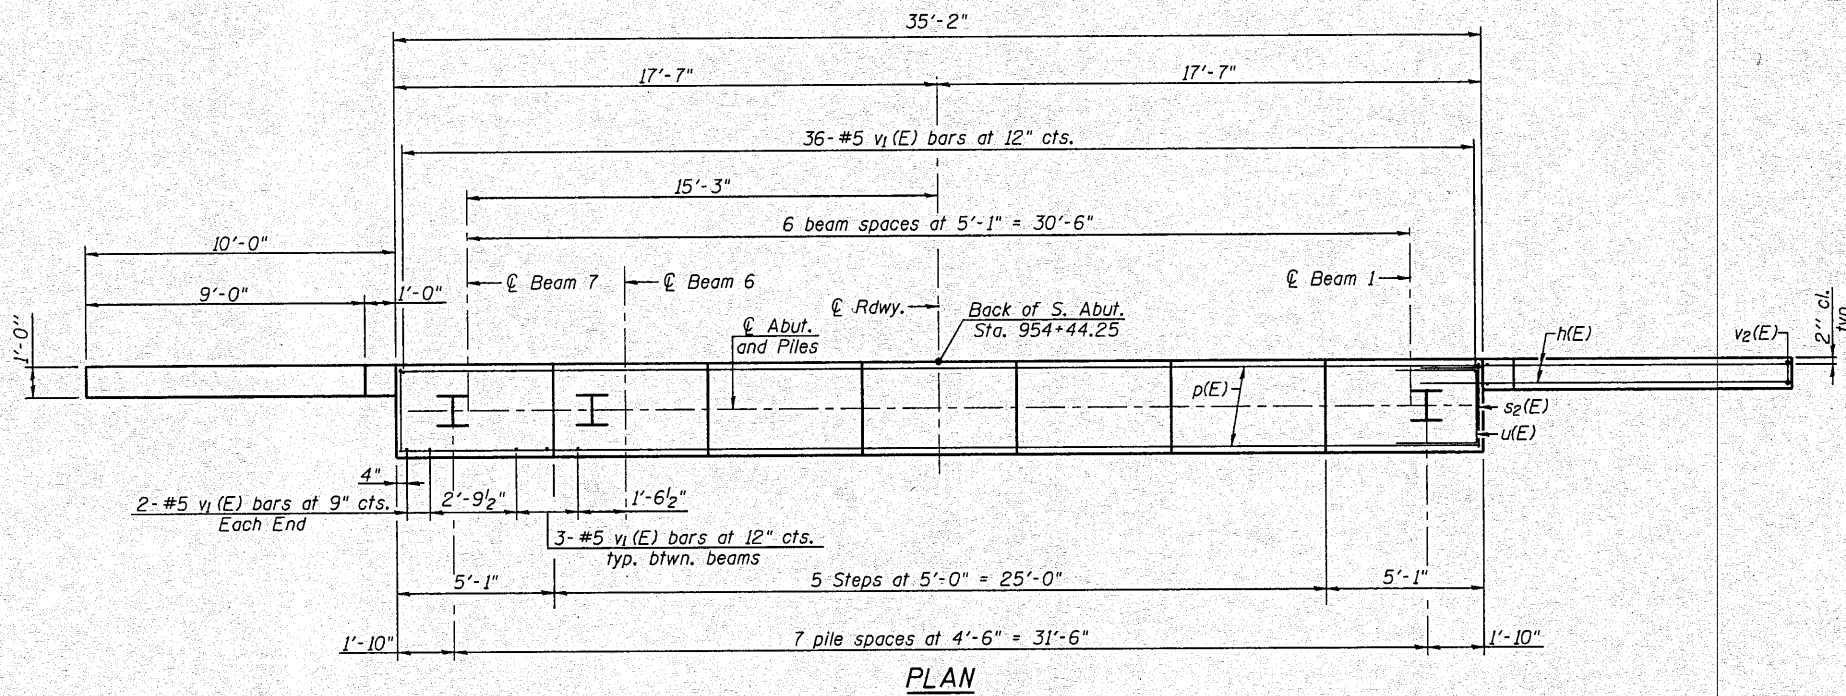 35'-2"
17'-7"
17'-7"
36-#5 v1(E) bars at 12" cts.
15'-3"
6 beam spaces at 5'-1" = 30'-6"
10'-0"
9'-0"
1'-0"
℄ Beam 7
℄ Beam 6
℄ Rdwy.
℄ Beam 1
Back of S. Abut.
Sta. 954+44.25
℄ Abut.
and Piles
1'-0"
h(E)
v2(E)
2" cl.
typ.
p(E)
s2(E)
u(E)
4"
2-#5 v1(E) bars at 9" cts.
Each End
2'-9½"
1'-6½"
3-#5 v1(E) bars at 12" cts.
typ. btwn. beams
5'-1"
5 Steps at 5'-0" = 25'-0"
5'-1"
1'-10"
7 pile spaces at 4'-6" = 31'-6"
1'-10"
PLAN